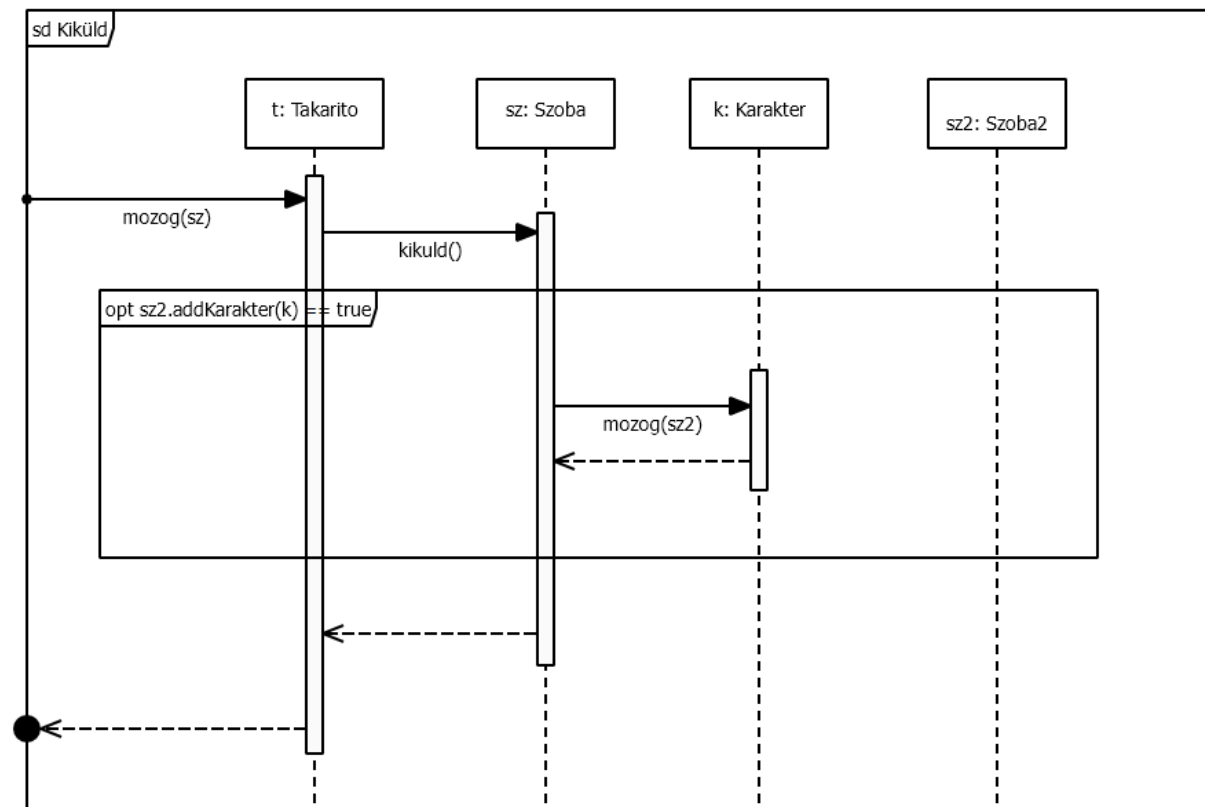 sd Kiküld
t: Takarito
sz: Szoba
k: Karakter
sz2: Szoba2
mozog(sz)
kikuld()
opt sz2.addKarakter(k) == true
mozog(sz2)